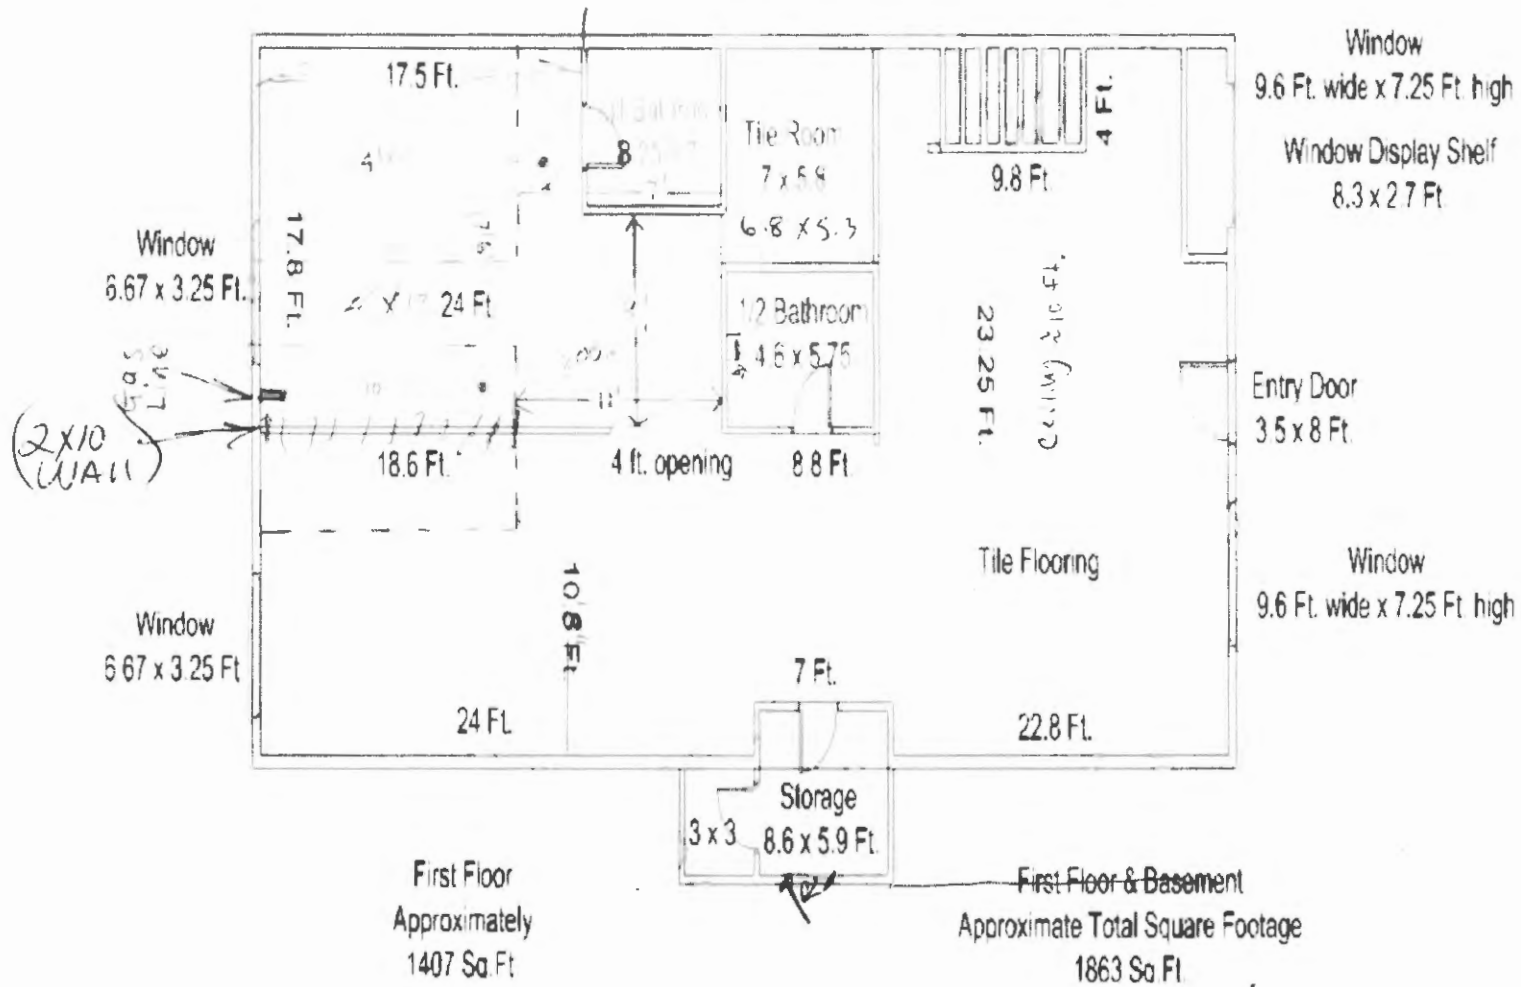 Window
9.6 Ft. wide x 7.25 Ft. high
Window Display Shelf
8.3 x 2.7 Ft.
17.5 Ft.
Tile Room
7 x 5.8
6.8 x 5.3
4 Ft.
9.8 Ft.
8
Window
6.67 x 3.25 Ft.
17.8 Ft.
24 Ft
1/2 Bathroom
4.6 x 5.75
23.25 Ft.
Gas
Line
(2x10
WALL)
11'
Entry Door
3.5 x 8 Ft.
18.6 Ft.
4 ft. opening
8.8 Ft.
10.8 Ft.
Tile Flooring
Window
9.6 Ft. wide x 7.25 Ft. high
Window
6.67 x 3.25 Ft
24 Ft.
7 Ft.
22.8 Ft.
Storage
8.6 x 5.9 Ft.
3 x 3
First Floor
Approximately
1407 Sq.Ft
First Floor & Basement
Approximate Total Square Footage
1863 Sq.Ft.